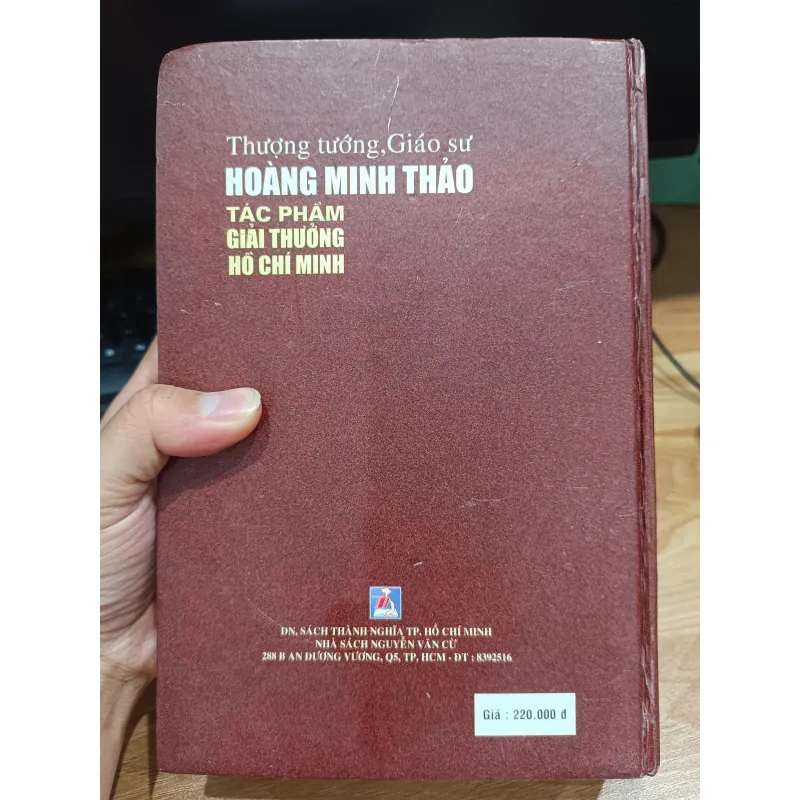 Thượng tướng,Giáo sư
HOÀNG MINH THẢO
TÁC PHẨM
GIẢI THƯỞNG
HỒ CHÍ MINH
DN, SÁCH THÀNH NGHĨA TP. HỒ CHÍ MINH
NHÀ SÁCH NGUYỄN VĂN CỪ
288 B AN DƯƠNG VƯƠNG, Q5, TP, HCM - ĐT : 8392516
Giá : 220.000 đ